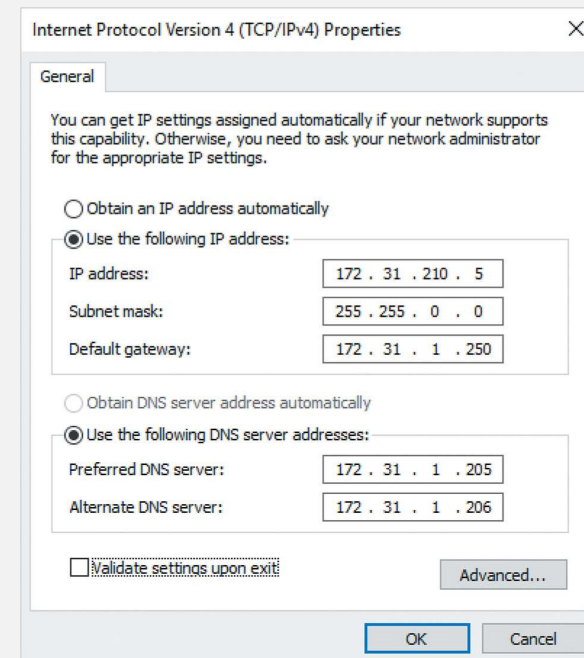 Internet Protocol Version 4 (TCP/IPv4) Properties
General
You can get IP settings assigned automatically if your network supports
this capability. Otherwise, you need to ask your network administrator
for the appropriate IP settings.
Obtain an IP address automatically
Use the following IP address:
IP address: 172 . 31 . 210 . 5
Subnet mask: 255 . 255 . 0 . 0
Default gateway: 172 . 31 . 1 . 250
Obtain DNS server address automatically
Use the following DNS server addresses:
Preferred DNS server: 172 . 31 . 1 . 205
Alternate DNS server: 172 . 31 . 1 . 206
Validate settings upon exit
Advanced...
OK Cancel